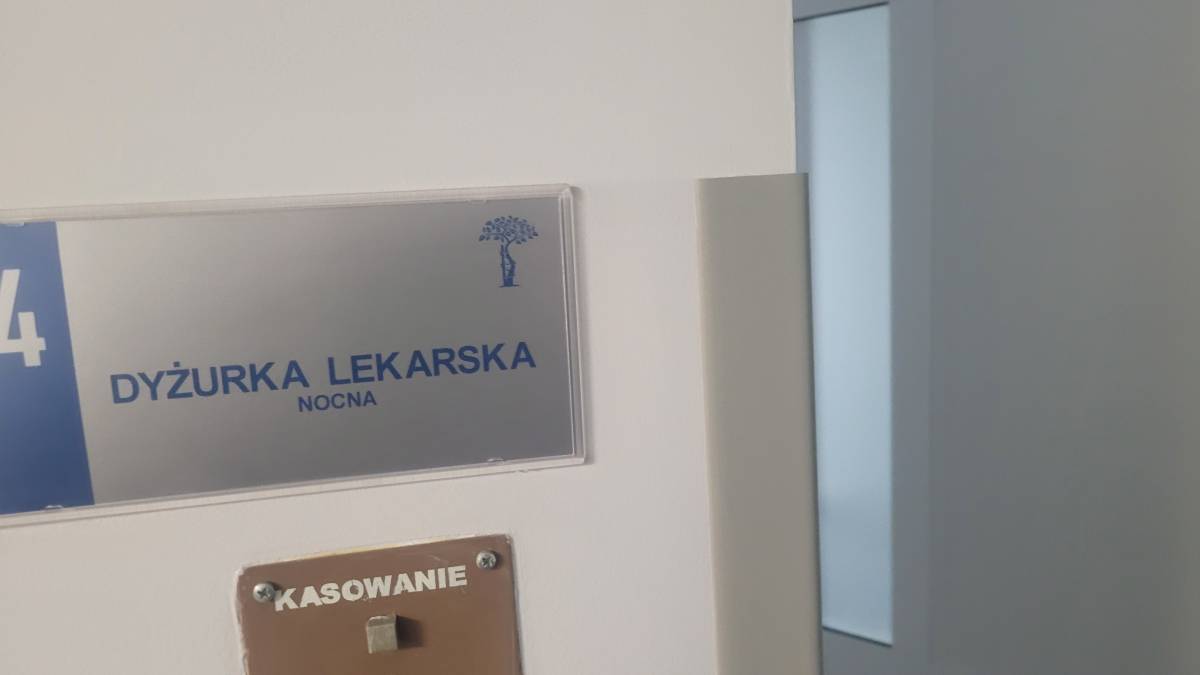 4
DYŻURKA LEKARSKA
NOCNA
KASOWANIE